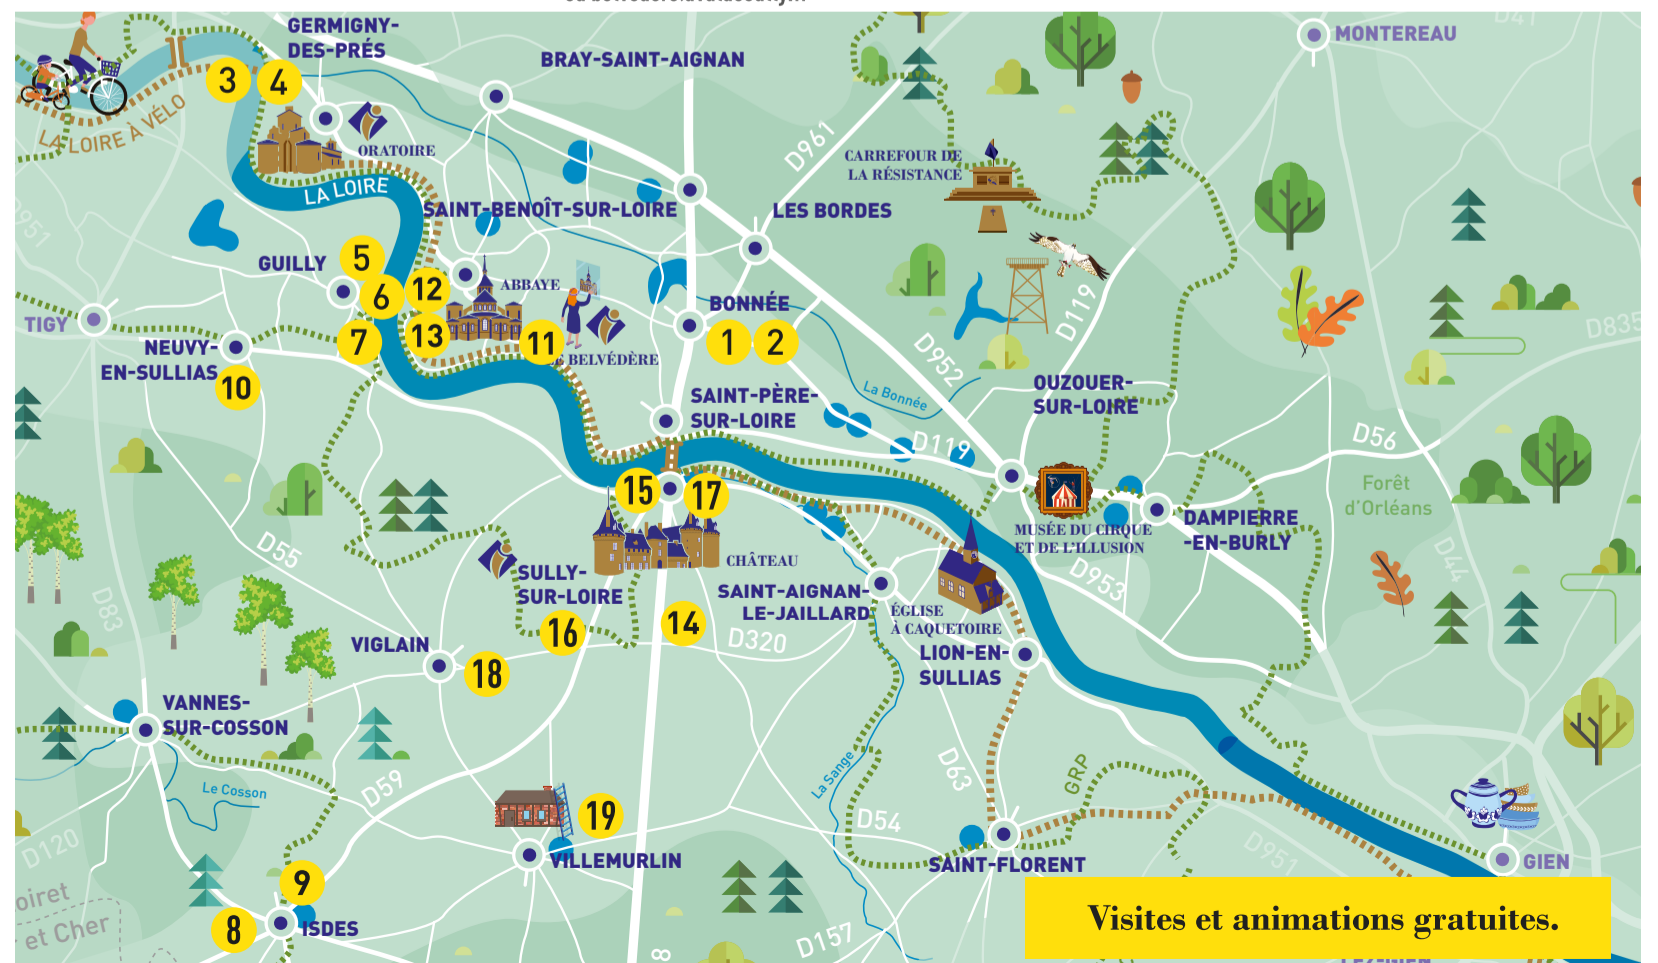 GERMIGNY-
DES-PRÉS
BRAY-SAINT-AIGNAN
MONTEREAU
D41
3
4
LA LOIRE À VÉLO
ORATOIRE
D961
CARREFOUR DE
LA RÉSISTANCE
LA LOIRE
SAINT-BENOÎT-SUR-LOIRE
LES BORDES
D951
GUILLY
5
6
7
12
13
ABBAYE
11
BELVÉDÈRE
BONNÉE
1
2
D119
D835
TIGY
NEUVY-
EN-SULLIAS
10
D952
La Bonnée
OUZOUER-
SUR-LOIRE
SAINT-PÈRE-
SUR-LOIRE
D119
D56
Forêt
d'Orléans
15
17
MUSÉE DU CIRQUE
ET DE L'ILLUSION
DAMPIERRE
-EN-BURLY
D55
D44
CHÂTEAU
SULLY-
SUR-LOIRE
D953
SAINT-AIGNAN-
LE-JAILLARD
ÉGLISE
À CAQUETOIRE
D83
16
14
D320
VIGLAIN
18
LION-EN-
SULLIAS
VANNES-
SUR-COSSON
Le Cosson
D59
La Sange
D63
GRP
19
D54
VILLEMURLIN
SAINT-FLORENT
D951
GIEN
D120
oiret
et Cher
9
8
ISDES
D157
8
Visites et animations gratuites.